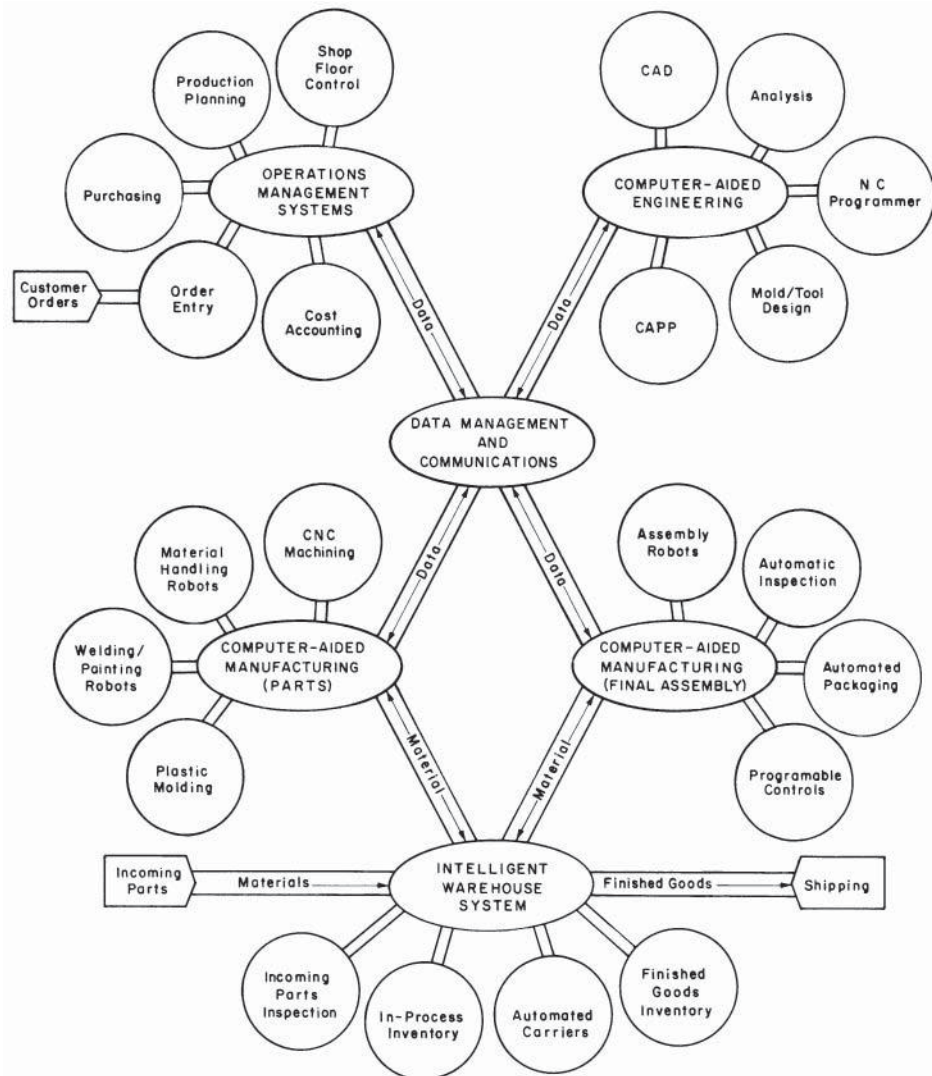 Shop
Floor
Control
Production
Planning
Purchasing
OPERATIONS
MANAGEMENT
SYSTEMS
Customer
Orders
Order
Entry
Cost
Accounting
CAD
Analysis
COMPUTER-AIDED
ENGINEERING
NC
Programmer
Mold/Tool
Design
CAPP
Data
Data
DATA MANAGEMENT
AND
COMMUNICATIONS
Data
Data
CNC
Machining
Material
Handling
Robots
Welding/
Painting
Robots
COMPUTER-AIDED
MANUFACTURING
(PARTS)
Plastic
Molding
Assembly
Robots
Automatic
Inspection
COMPUTER-AIDED
MANUFACTURING
(FINAL ASSEMBLY)
Automated
Packaging
Programable
Controls
Material
Material
Incoming
Parts
Materials
INTELLIGENT
WAREHOUSE
SYSTEM
Finished Goods
Shipping
Incoming
Parts
Inspection
In-Process
Inventory
Automated
Carriers
Finished
Goods
Inventory